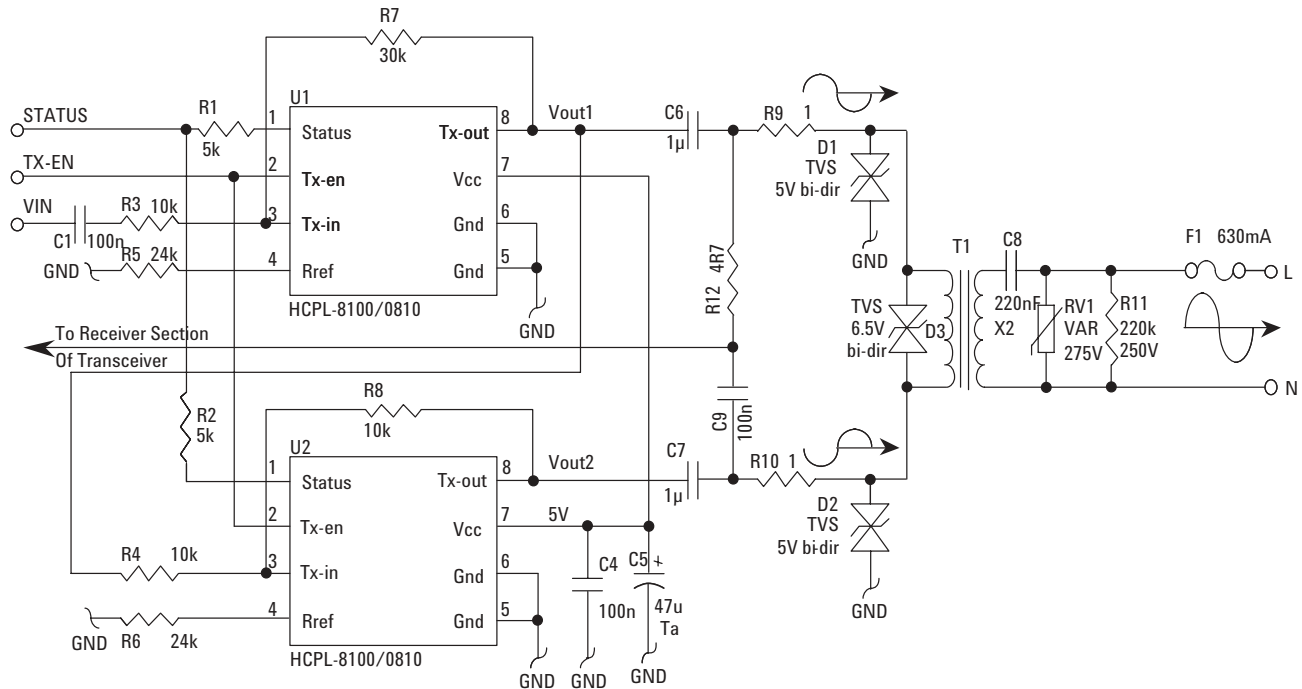 R7
30k
STATUS
R1
5k
U1
1
Status
Tx-out
8
Vout1
C6
1µ
R9 1
D1
TVS
5V bi-dir
GND
TX-EN
2
Tx-en
Vcc
7
VIN
C1
100n
R3 10k
3
Tx-in
Gnd
6
GND
R5 24k
4
Rref
Gnd
5
HCPL-8100/0810
GND
R12 4R7
T1
C8
220nF
X2
F1 630mA
L
TVS
6.5V
bi-dir
D3
RV1
VAR
275V
R11
220k
250V
N
To Receiver Section
Of Transceiver
R2
5k
R8
10k
C9
100n
U2
1
Status
Tx-out
8
Vout2
C7
1µ
R10 1
D2
TVS
5V bi-dir
GND
2
Tx-en
Vcc
7
5V
R4 10k
3
Tx-in
Gnd
6
C4
100n
C5 +
47u
Ta
GND
R6 24k
4
Rref
Gnd
5
HCPL-8100/0810
GND
GND
GND